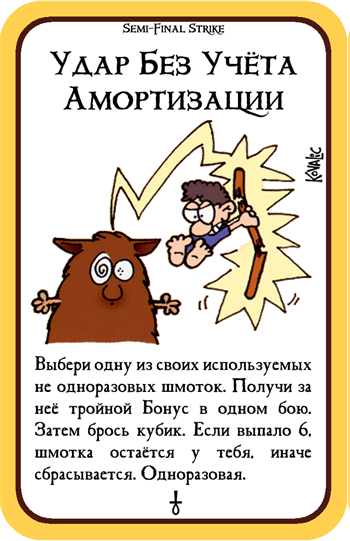 Semi-Final Strike
Удар Без Учёта
Амортизации
Kovalic
Выбери одну из своих используемых
не одноразовых шмоток. Получи за
неё тройной Бонус в одном бою.
Затем брось кубик. Если выпало 6,
шмотка остаётся у тебя, иначе
сбрасывается. Одноразовая.